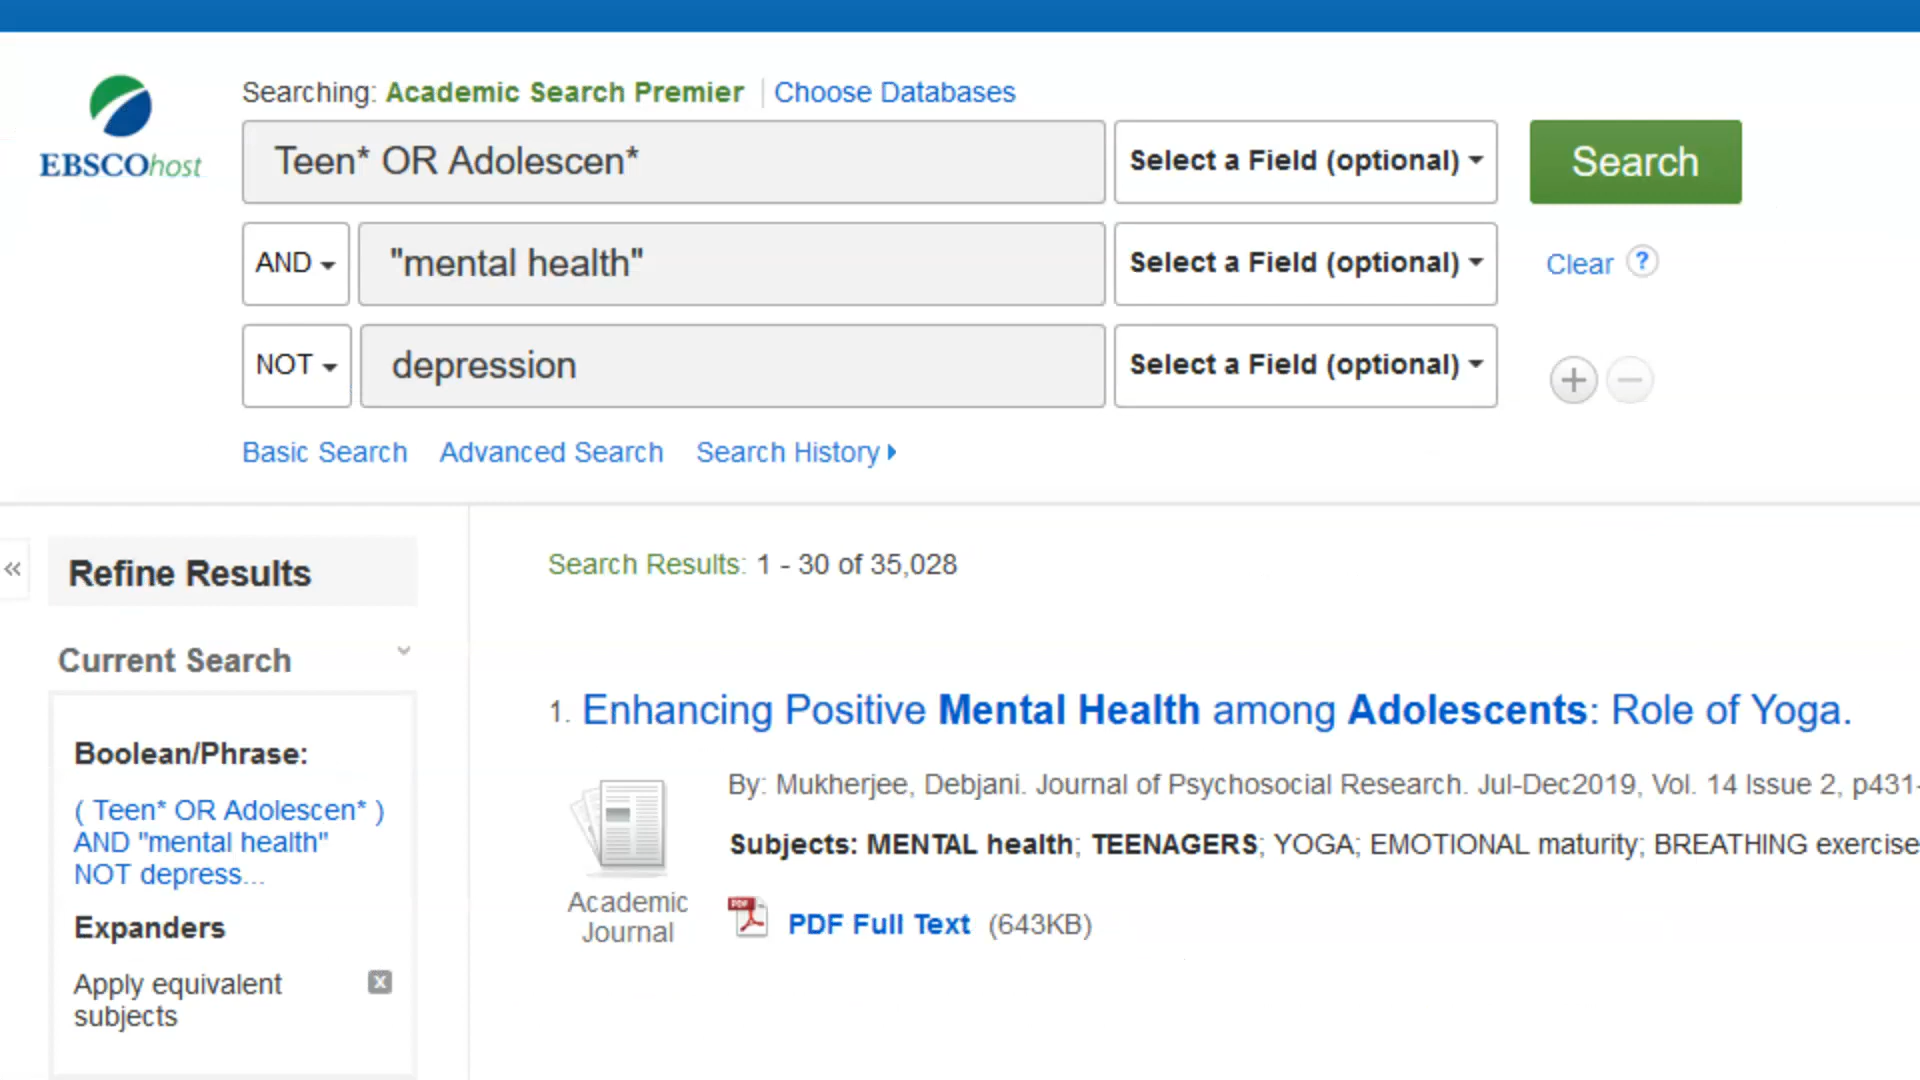 Searching: Academic Search Premier | Choose Databases
EBSCOhost
Teen* OR Adolescen* Select a Field (optional) Search
AND "mental health" Select a Field (optional) Clear ?
NOT depression Select a Field (optional)
Basic Search Advanced Search Search History
« Refine Results
Current Search
Boolean/Phrase:
( Teen* OR Adolescen* )
AND "mental health"
NOT depress...
Expanders
Apply equivalent
subjects
Search Results: 1 - 30 of 35,028
1. Enhancing Positive Mental Health among Adolescents: Role of Yoga.
By: Mukherjee, Debjani. Journal of Psychosocial Research. Jul-Dec2019, Vol. 14 Issue 2, p431-
Subjects: MENTAL health; TEENAGERS; YOGA; EMOTIONAL maturity; BREATHING exercise
Academic
Journal
PDF PDF Full Text (643KB)